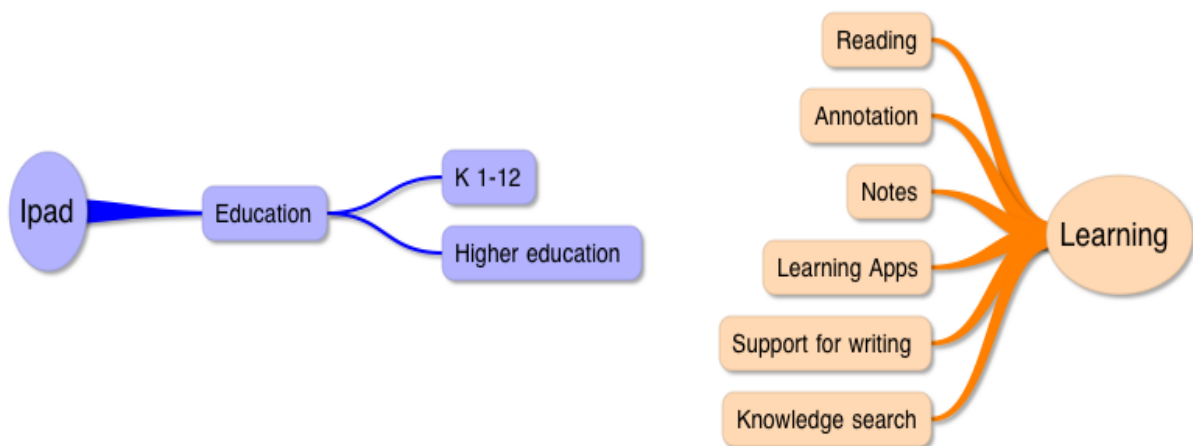 Ipad
Education
K 1-12
Higher education
Reading
Annotation
Notes
Learning Apps
Support for writing
Knowledge search
Learning